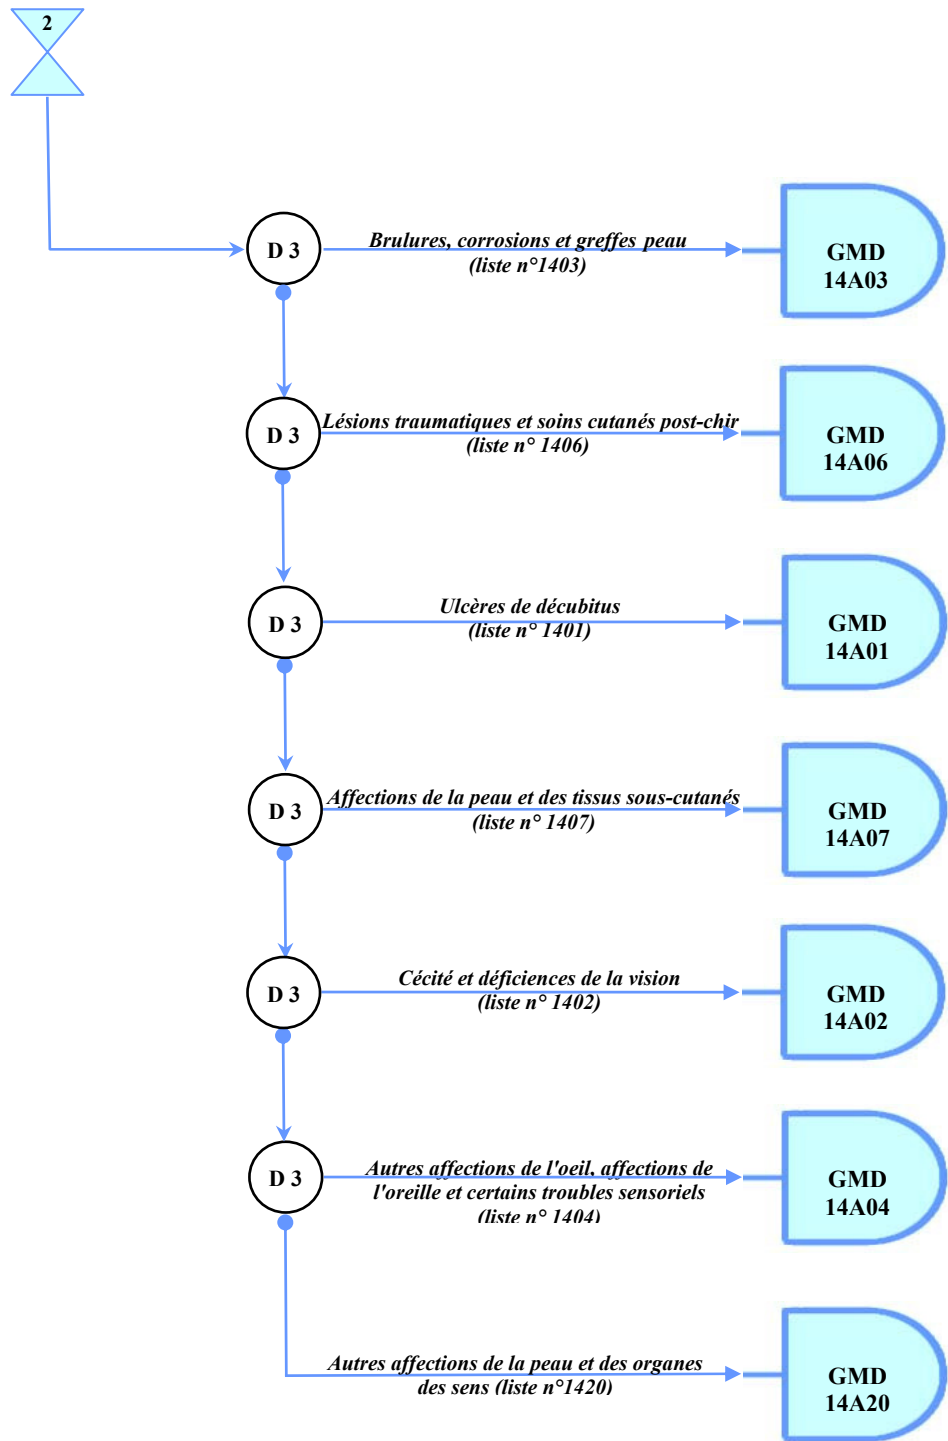 2
D 3
Brulures, corrosions et greffes peau
(liste n°1403)
GMD
14A03
D 3
Lésions traumatiques et soins cutanés post-chir
(liste n° 1406)
GMD
14A06
D 3
Ulcères de décubitus
(liste n° 1401)
GMD
14A01
D 3
Affections de la peau et des tissus sous-cutanés
(liste n° 1407)
GMD
14A07
D 3
Cécité et déficiences de la vision
(liste n° 1402)
GMD
14A02
D 3
Autres affections de l'oeil, affections de
l'oreille et certains troubles sensoriels
(liste n° 1404)
GMD
14A04
Autres affections de la peau et des organes
des sens (liste n°1420)
GMD
14A20